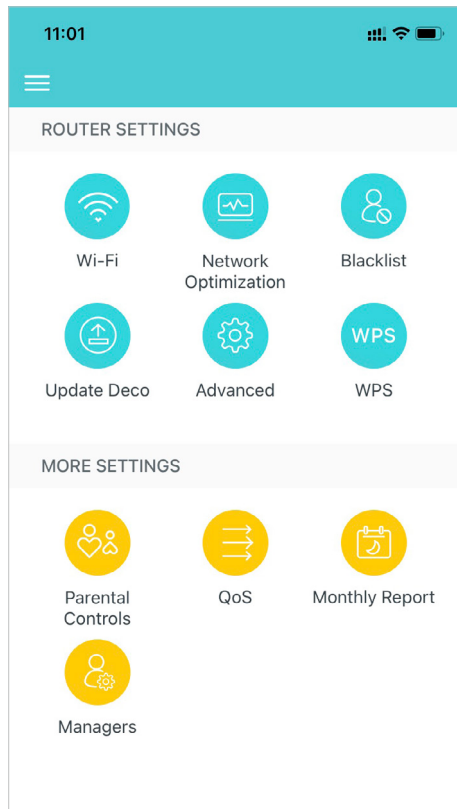 11:01
ROUTER SETTINGS
Wi-Fi
Network
Optimization
Blacklist
Update Deco
Advanced
WPS
WPS
MORE SETTINGS
Parental
Controls
QoS
Monthly Report
Managers